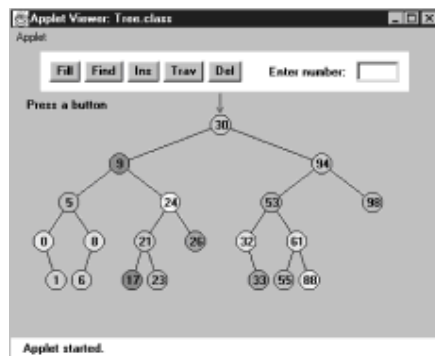 Applet Viewer: Tree.class
Applet
Fill Find Ins Trav Del Enter number:
Press a button
30
9 94
5 24 53 98
0 8 21 26 32 61
1 6 17 23 33 55 88
Applet started.